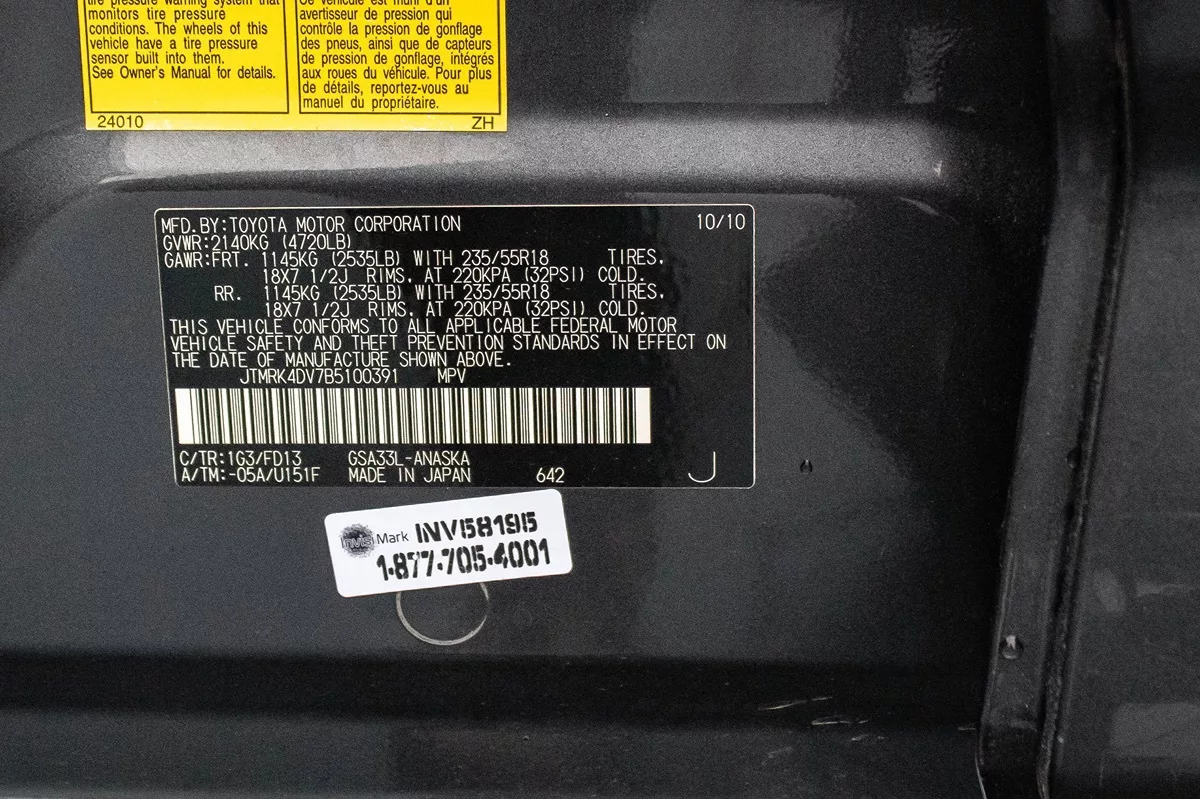 tire pressure warning system that
monitors tire pressure
conditions. The wheels of this
vehicle have a tire pressure
sensor built into them.
See Owner's Manual for details.
Ce véhicule est muni d'un
avertisseur de pression qui
contrôle la pression de gonflage
des pneus, ainsi que de capteurs
de pression de gonflage, intégrés
aux roues du véhicule. Pour plus
de détails, reportez-vous au
manuel du propriétaire.
24010 ZH
MFD.BY:TOYOTA MOTOR CORPORATION 10/10
GVWR:2140KG (4720LB)
GAWR:FRT. 1145KG (2535LB) WITH 235/55R18 TIRES,
18X7 1/2J RIMS, AT 220KPA (32PSI) COLD.
RR. 1145KG (2535LB) WITH 235/55R18 TIRES,
18X7 1/2J RIMS, AT 220KPA (32PSI) COLD.
THIS VEHICLE CONFORMS TO ALL APPLICABLE FEDERAL MOTOR
VEHICLE SAFETY AND THEFT PREVENTION STANDARDS IN EFFECT ON
THE DATE OF MANUFACTURE SHOWN ABOVE.
JTMRK4DV7B5100391 MPV
C/TR:1G3/FD13 GSA33L-ANASKA
A/TM:-05A/U151F MADE IN JAPAN 642 J
invis Mark INV58195
1-877-705-4001